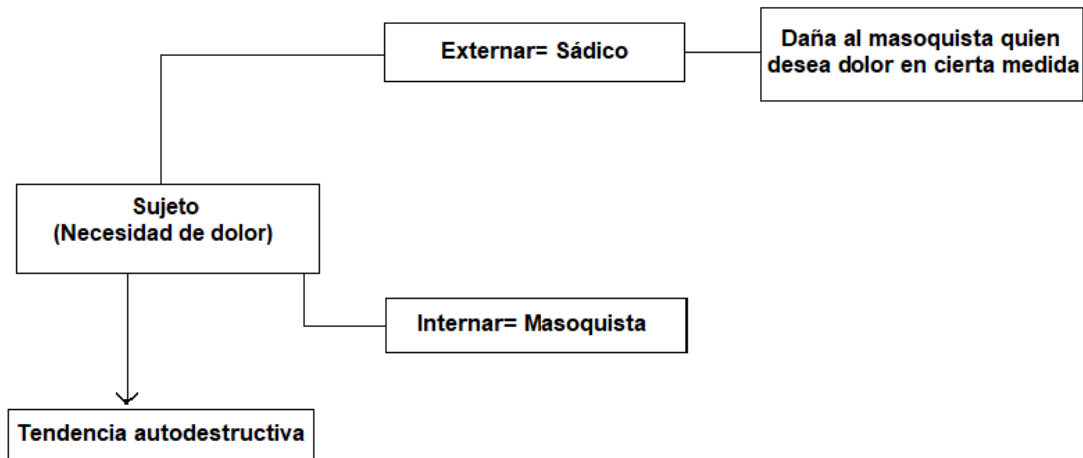 Externar= Sádico
Daña al masoquista quien
desea dolor en cierta medida
Sujeto
(Necesidad de dolor)
Internar= Masoquista
Tendencia autodestructiva